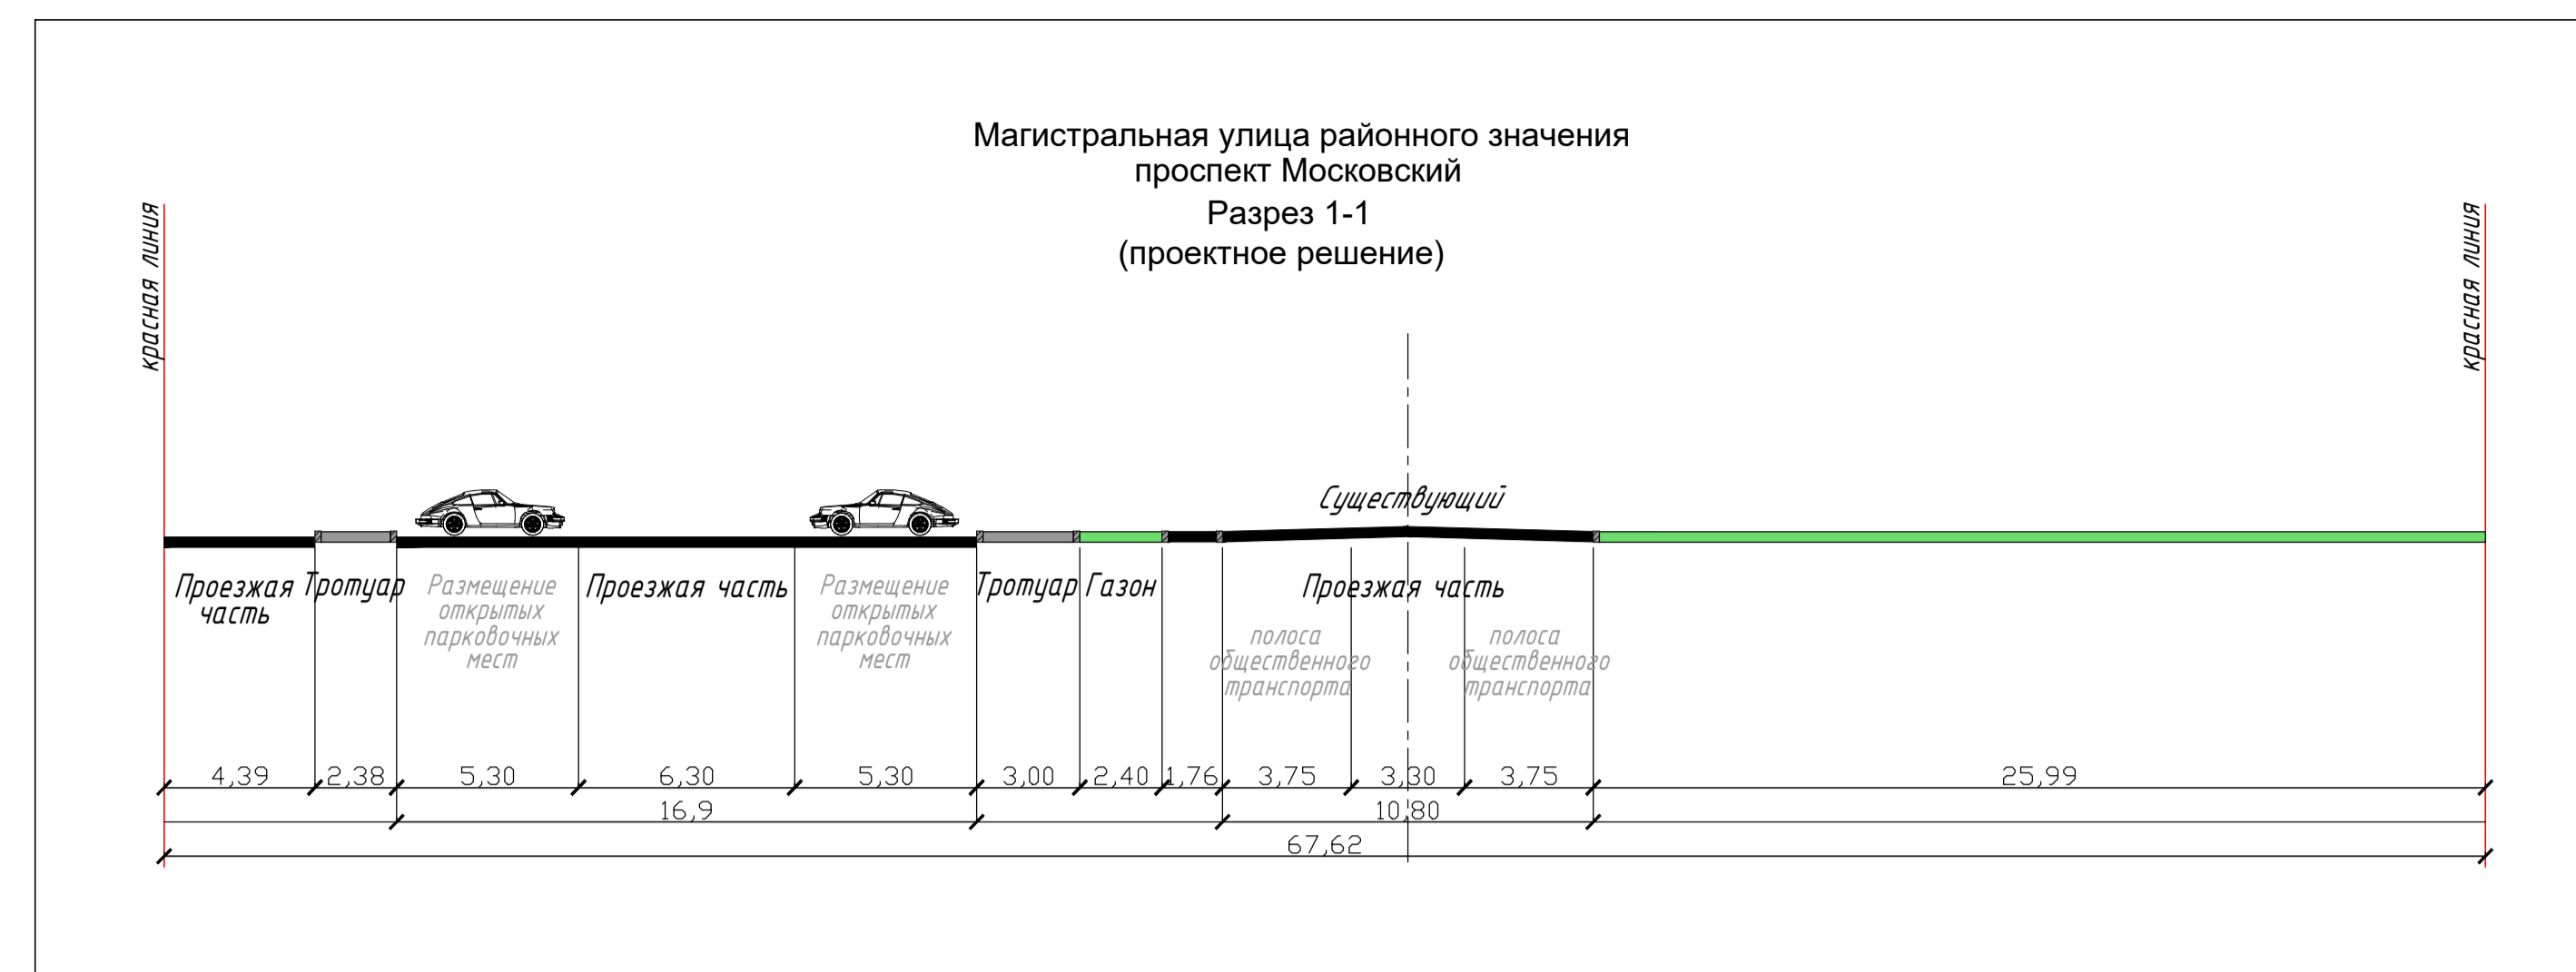 Магистральная улица районного значения
проспект Московский
Разрез 1-1
(проектное решение)
красная линия
красная линия
Существующий
Проезжая
часть
Тротуар
Размещение
открытых
парковочных
мест
Проезжая часть
Размещение
открытых
парковочных
мест
Тротуар
Газон
Проезжая часть
полоса
общественного
транспорта
полоса
общественного
транспорта
4,39 2,38 5,30 6,30 5,30 3,00 2,40 1,76 3,75 3,30 3,75 25,99
16,9 10,80
67,62